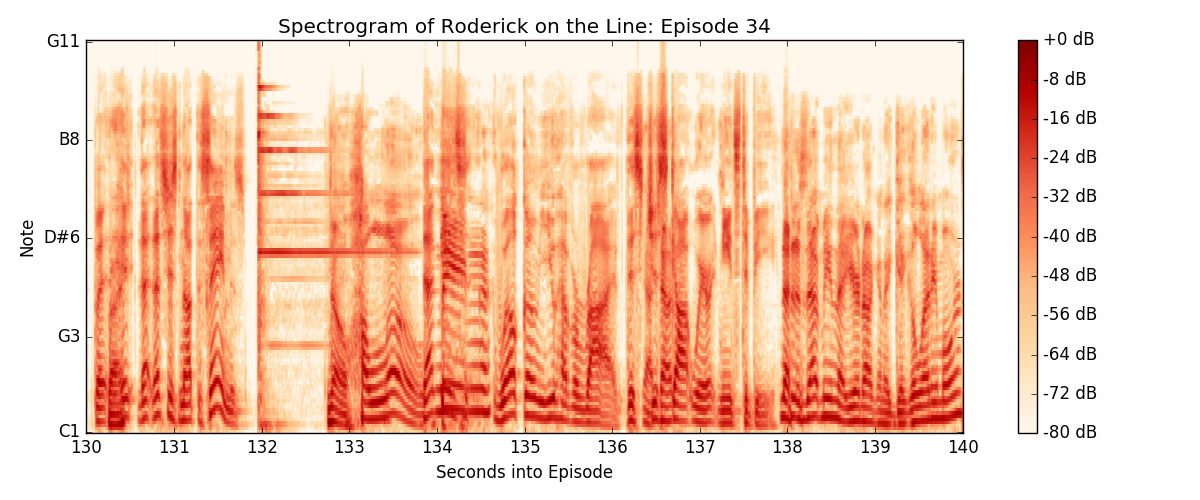 Spectrogram of Roderick on the Line: Episode 34
G11
B8
D#6
G3
C1
Note
130 131 132 133 134 135 136 137 138 139 140
Seconds into Episode
+0 dB
-8 dB
-16 dB
-24 dB
-32 dB
-40 dB
-48 dB
-56 dB
-64 dB
-72 dB
-80 dB